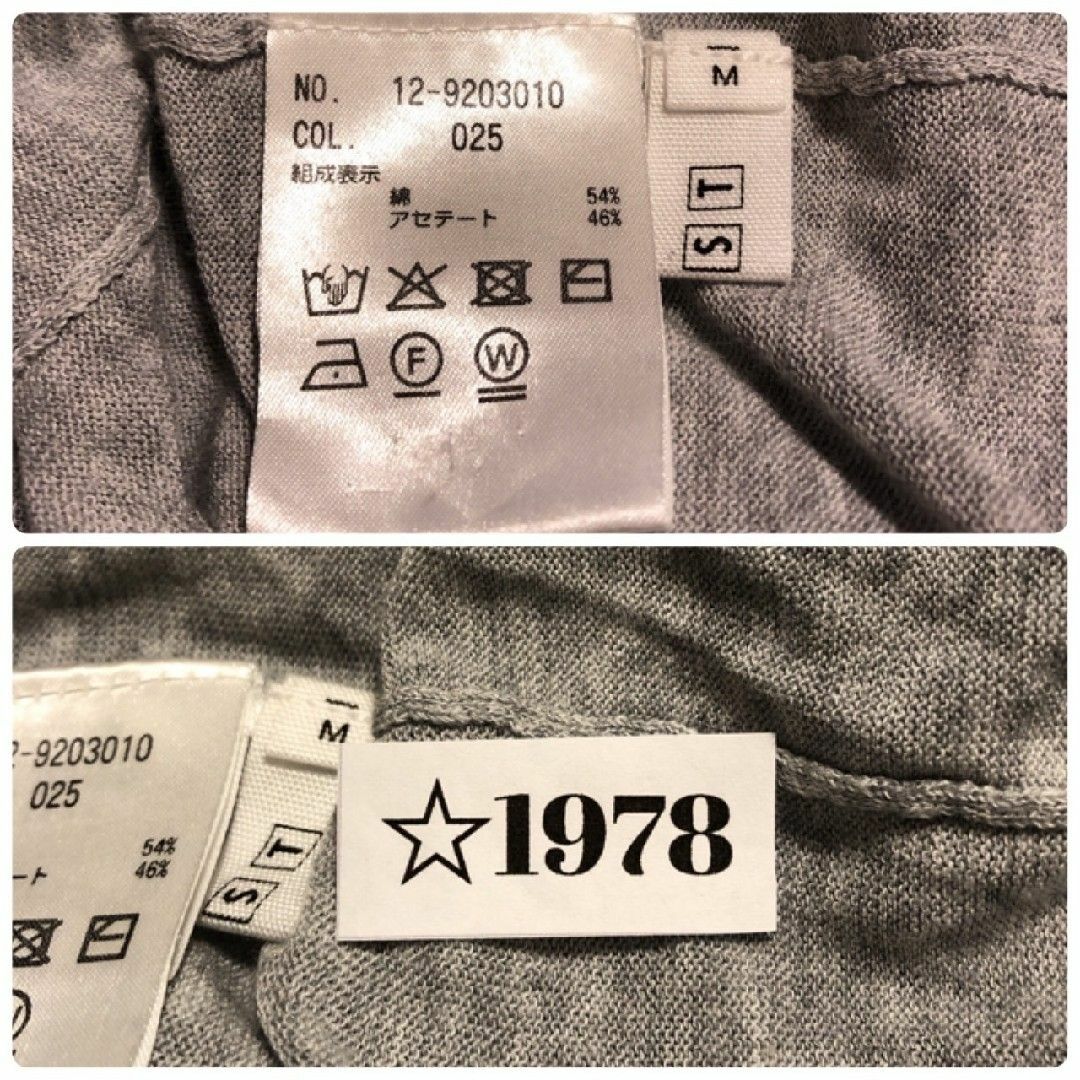 NO. 12-9203010
COL. 025
組成表示
綿 54%
アセテート 46%
F W
M
T
S
2-9203010
025
54%
ート 46%
W
M
T
S
☆1978